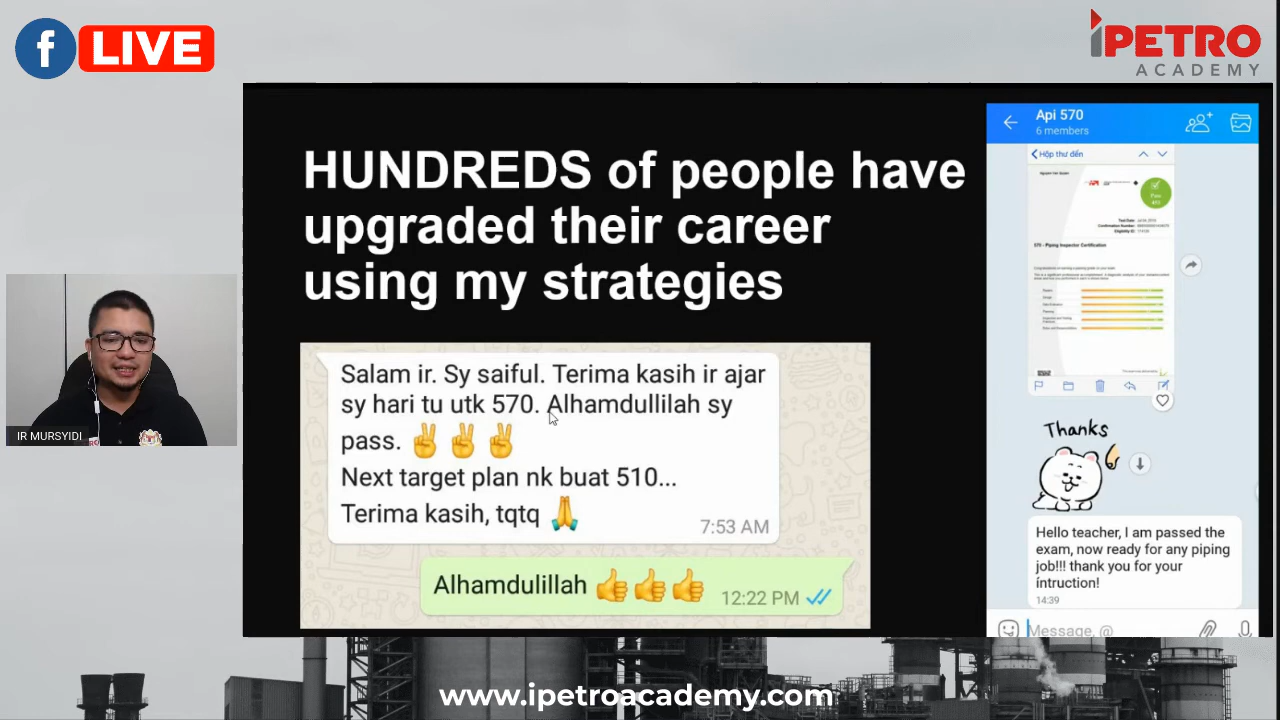 f LIVE
iPETRO
ACADEMY
HUNDREDS of people have
upgraded their career
using my strategies
IR MURSYIDI
Salam ir. Sy saiful. Terima kasih ir ajar
sy hari tu utk 570. Alhamdullilah sy
pass. ✌✌✌
Next target plan nk buat 510...
Terima kasih, tqtq 🙏
7:53 AM
Alhamdulillah 👍👍👍
12:22 PM
Api 570
6 members
Hộp thư đến
570 - Piping Inspector Certification
Thanks
Hello teacher, I am passed the
exam, now ready for any piping
job!!! thank you for your
íntruction!
14:39
Message, @
www.ipetroacademy.com